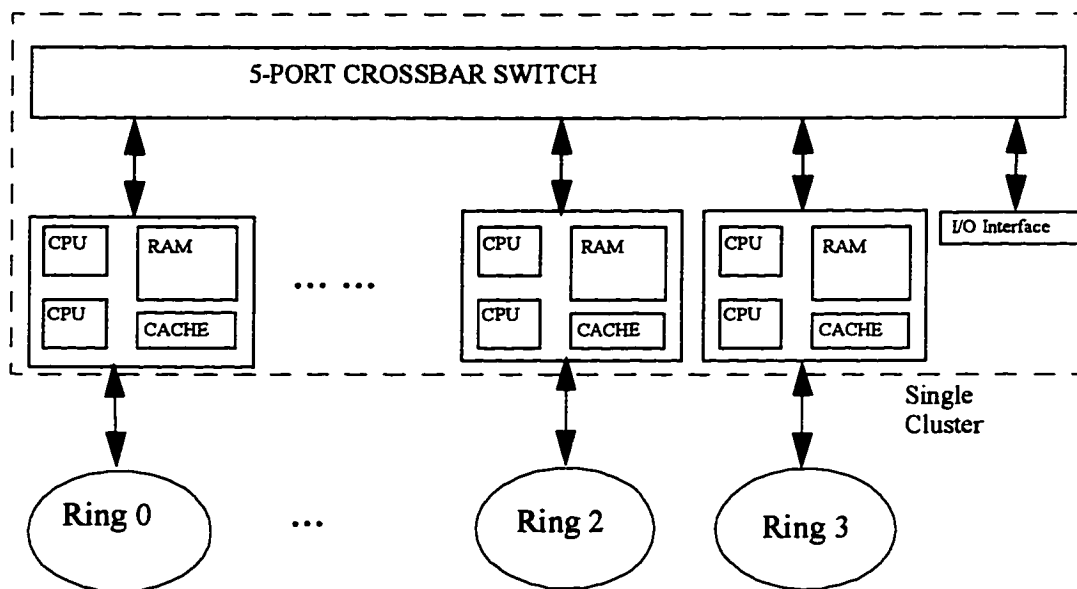 5-PORT CROSSBAR SWITCH
CPU
RAM
CPU
CACHE
... ...
CPU
RAM
CPU
CACHE
CPU
RAM
CPU
CACHE
I/O Interface
Single
Cluster
Ring 0
...
Ring 2
Ring 3